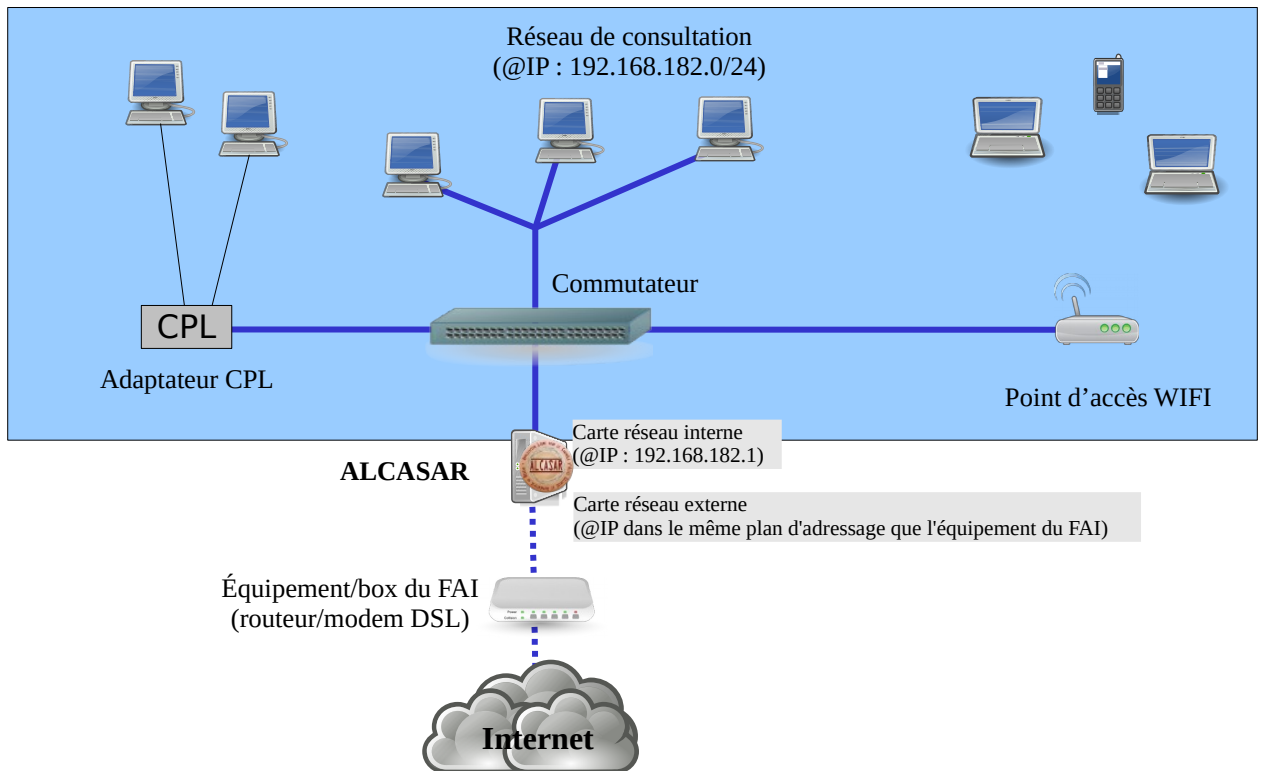 Réseau de consultation
(@IP : 192.168.182.0/24)
Commutateur
CPL
Adaptateur CPL
Point d’accès WIFI
Carte réseau interne
(@IP : 192.168.182.1)
ALCASAR
ALCASAR
Carte réseau externe
(@IP dans le même plan d'adressage que l'équipement du FAI)
Équipement/box du FAI
(routeur/modem DSL)
Power
Internet